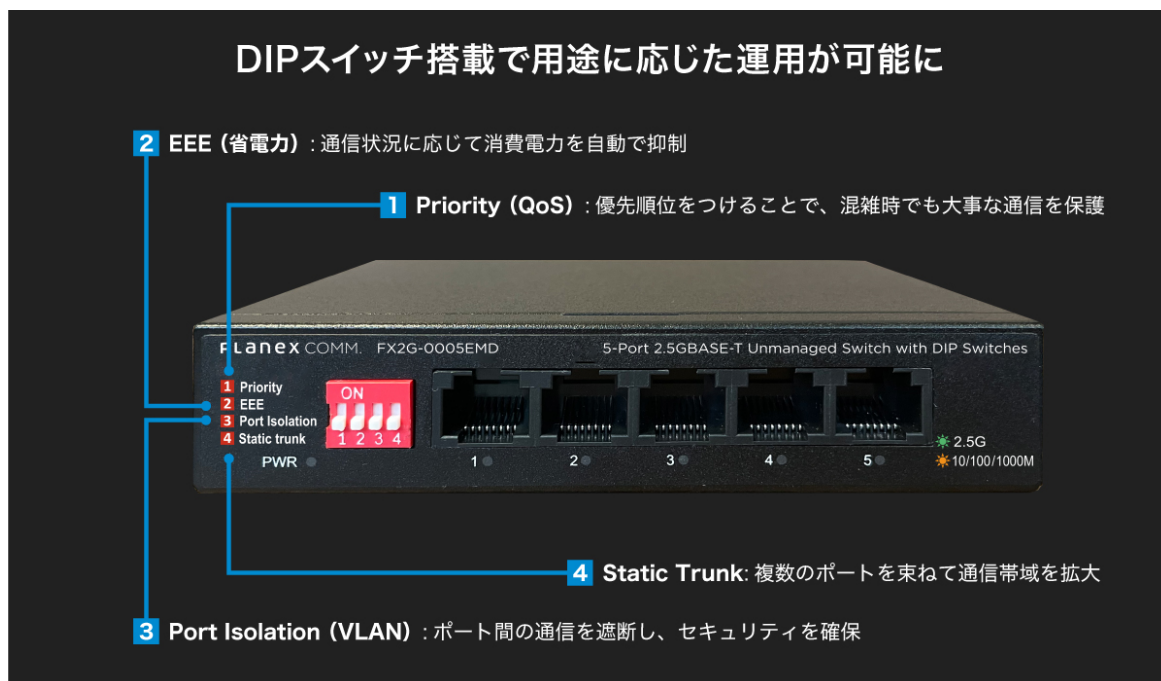 DIPスイッチ搭載で用途に応じた運用が可能に
2 EEE（省電力）: 通信状況に応じて消費電力を自動で抑制
1 Priority（QoS）: 優先順位をつけることで、混雑時でも大事な通信を保護
PLANEX COMM. FX2G-0005EMD 5-Port 2.5GBASE-T Unmanaged Switch with DIP Switches
1 Priority
2 EEE
3 Port Isolation
4 Static trunk
ON
1 2 3 4
PWR
1 2 3 4 5
2.5G
10/100/1000M
4 Static Trunk: 複数のポートを束ねて通信帯域を拡大
3 Port Isolation（VLAN）: ポート間の通信を遮断し、セキュリティを確保